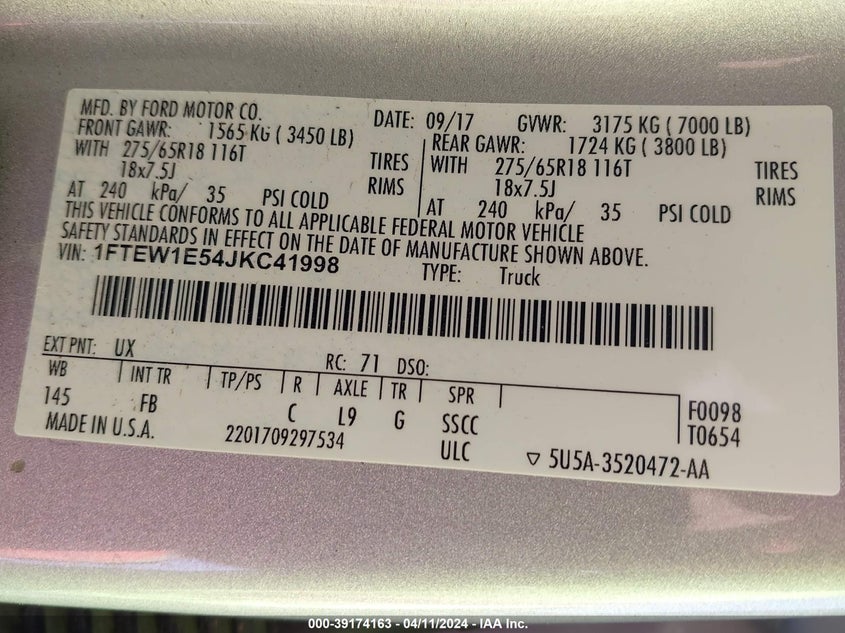 MFD. BY FORD MOTOR CO. DATE: 09/17 GVWR: 3175 KG ( 7000 LB)
FRONT GAWR: 1565 KG ( 3450 LB) REAR GAWR: 1724 KG ( 3800 LB)
WITH 275/65R18 116T TIRES WITH 275/65R18 116T TIRES
18x7.5J RIMS 18x7.5J RIMS
AT 240 kPa/ 35 PSI COLD AT 240 kPa/ 35 PSI COLD
THIS VEHICLE CONFORMS TO ALL APPLICABLE FEDERAL MOTOR VEHICLE
SAFETY STANDARDS IN EFFECT ON THE DATE OF MANUFACTURE SHOWN ABOVE.
VIN: 1FTEW1E54JKC41998 TYPE: Truck
EXT PNT: UX RC: 71 DSO:
WB INT TR TP/PS R AXLE TR SPR
145 FB C L9 G SSCC F0098
MADE IN U.S.A. 2201709297534 ULC T0654
▽ 5U5A-3520472-AA
000-39174163 - 04/11/2024 - IAA Inc.